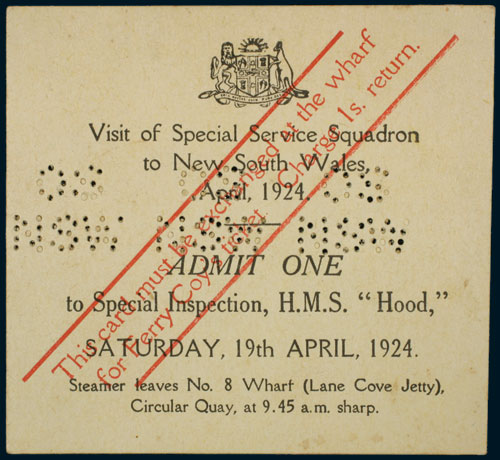 Visit of Special Service Squadron
to New South Wales,
April, 1924.
ADMIT ONE
to Special Inspection, H.M.S. “Hood,”
SATURDAY, 19th APRIL, 1924.
Steamer leaves No. 8 Wharf (Lane Cove Jetty),
Circular Quay, at 9.45 a.m. sharp.
This card must be exchanged at the wharf
for Ferry Coy's ticket. Charge 1s. return.